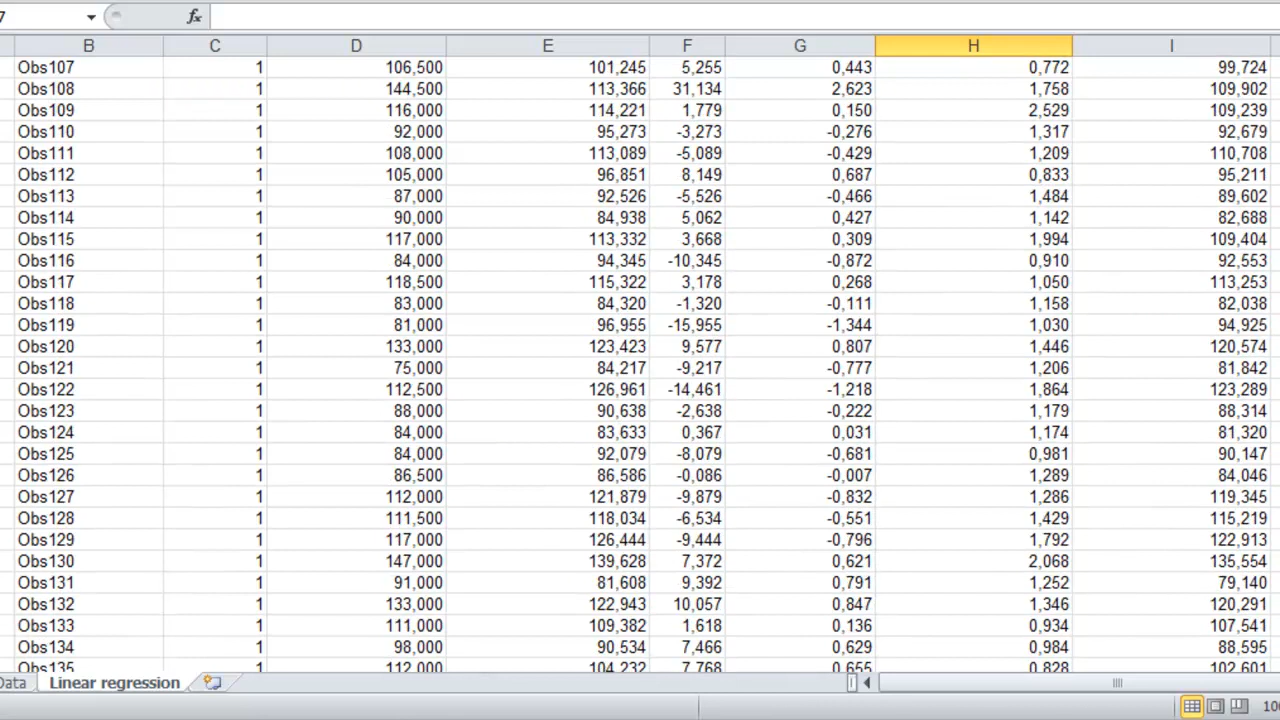 7 fx
B C D E F G H I
Obs107 1 106,500 101,245 5,255 0,443 0,772 99,724
Obs108 1 144,500 113,366 31,134 2,623 1,758 109,902
Obs109 1 116,000 114,221 1,779 0,150 2,529 109,239
Obs110 1 92,000 95,273 -3,273 -0,276 1,317 92,679
Obs111 1 108,000 113,089 -5,089 -0,429 1,209 110,708
Obs112 1 105,000 96,851 8,149 0,687 0,833 95,211
Obs113 1 87,000 92,526 -5,526 -0,466 1,484 89,602
Obs114 1 90,000 84,938 5,062 0,427 1,142 82,688
Obs115 1 117,000 113,332 3,668 0,309 1,994 109,404
Obs116 1 84,000 94,345 -10,345 -0,872 0,910 92,553
Obs117 1 118,500 115,322 3,178 0,268 1,050 113,253
Obs118 1 83,000 84,320 -1,320 -0,111 1,158 82,038
Obs119 1 81,000 96,955 -15,955 -1,344 1,030 94,925
Obs120 1 133,000 123,423 9,577 0,807 1,446 120,574
Obs121 1 75,000 84,217 -9,217 -0,777 1,206 81,842
Obs122 1 112,500 126,961 -14,461 -1,218 1,864 123,289
Obs123 1 88,000 90,638 -2,638 -0,222 1,179 88,314
Obs124 1 84,000 83,633 0,367 0,031 1,174 81,320
Obs125 1 84,000 92,079 -8,079 -0,681 0,981 90,147
Obs126 1 86,500 86,586 -0,086 -0,007 1,289 84,046
Obs127 1 112,000 121,879 -9,879 -0,832 1,286 119,345
Obs128 1 111,500 118,034 -6,534 -0,551 1,429 115,219
Obs129 1 117,000 126,444 -9,444 -0,796 1,792 122,913
Obs130 1 147,000 139,628 7,372 0,621 2,068 135,554
Obs131 1 91,000 81,608 9,392 0,791 1,252 79,140
Obs132 1 133,000 122,943 10,057 0,847 1,346 120,291
Obs133 1 111,000 109,382 1,618 0,136 0,934 107,541
Obs134 1 98,000 90,534 7,466 0,629 0,984 88,595
Obs135 1 112,000 104,232 7,768 0,655 0,828 102,601
Data Linear regression
100